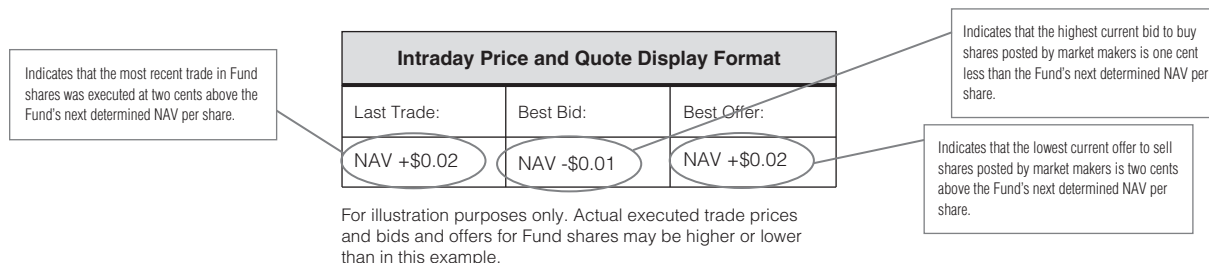 Indicates that the most recent trade in Fund
shares was executed at two cents above the
Fund's next determined NAV per share.
Intraday Price and Quote Display Format
Last Trade: Best Bid: Best Offer:
NAV +$0.02 NAV -$0.01 NAV +$0.02
For illustration purposes only. Actual executed trade prices
and bids and offers for Fund shares may be higher or lower
than in this example.
Indicates that the highest current bid to buy
shares posted by market makers is one cent
less than the Fund's next determined NAV per
share.
Indicates that the lowest current offer to sell
shares posted by market makers is two cents
above the Fund's next determined NAV per
share.